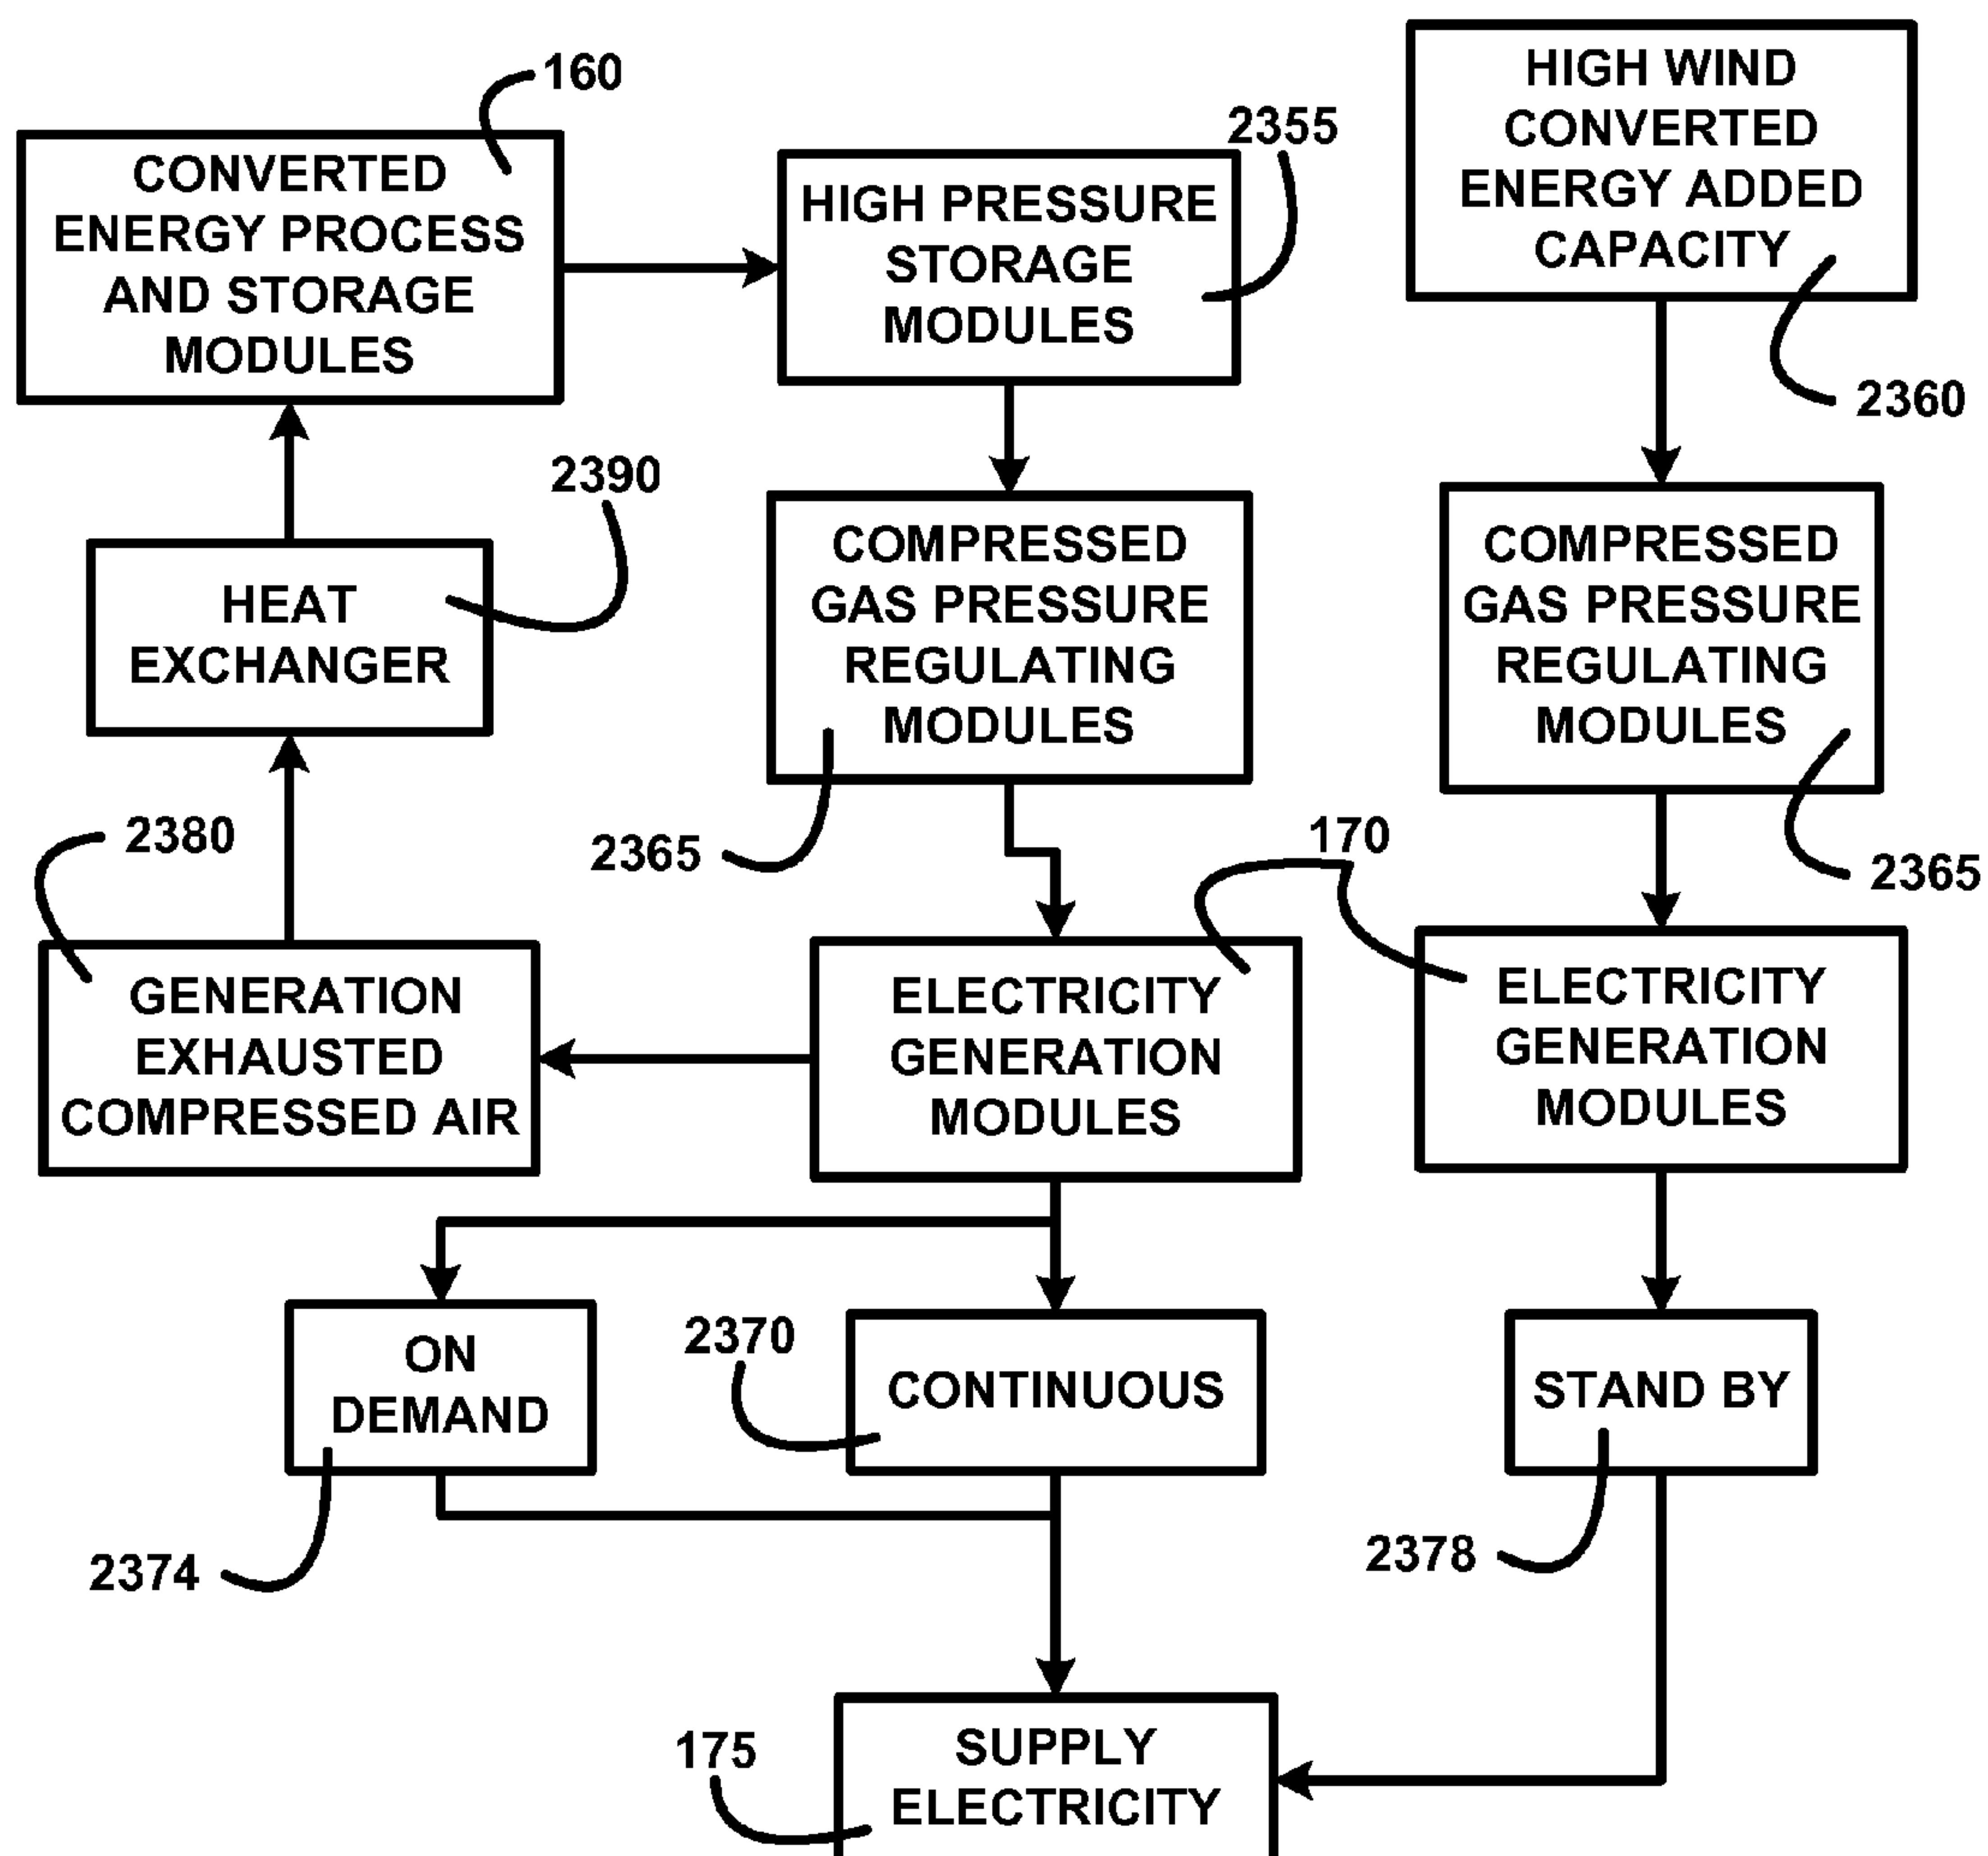 160
CONVERTED
ENERGY PROCESS
AND STORAGE
MODULES
2355
HIGH PRESSURE
STORAGE
MODULES
HIGH WIND
CONVERTED
ENERGY ADDED
CAPACITY
2360
2390
HEAT
EXCHANGER
COMPRESSED
GAS PRESSURE
REGULATING
MODULES
2365
COMPRESSED
GAS PRESSURE
REGULATING
MODULES
2365
2380
GENERATION
EXHAUSTED
COMPRESSED AIR
170
ELECTRICITY
GENERATION
MODULES
ELECTRICITY
GENERATION
MODULES
ON
DEMAND
2374
2370
CONTINUOUS
STAND BY
2378
175
SUPPLY
ELECTRICITY